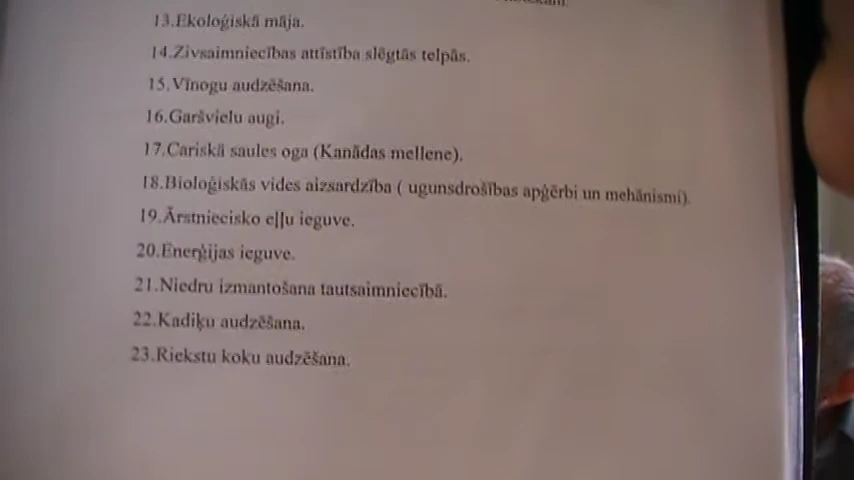 13.Ekoloģiskā māja.
14.Zivsaimniecības attīstība slēgtās telpās.
15.Vīnogu audzēšana.
16.Garšvielu augi.
17.Cariskā saules oga (Kanādas mellene).
18.Bioloģiskās vides aizsardzība ( ugunsdrošības apģērbi un mehānismi).
19.Ārstniecisko eļļu ieguve.
20.Enerģijas ieguve.
21.Niedru izmantošana tautsaimniecībā.
22.Kadiķu audzēšana.
23.Riekstu koku audzēšana.